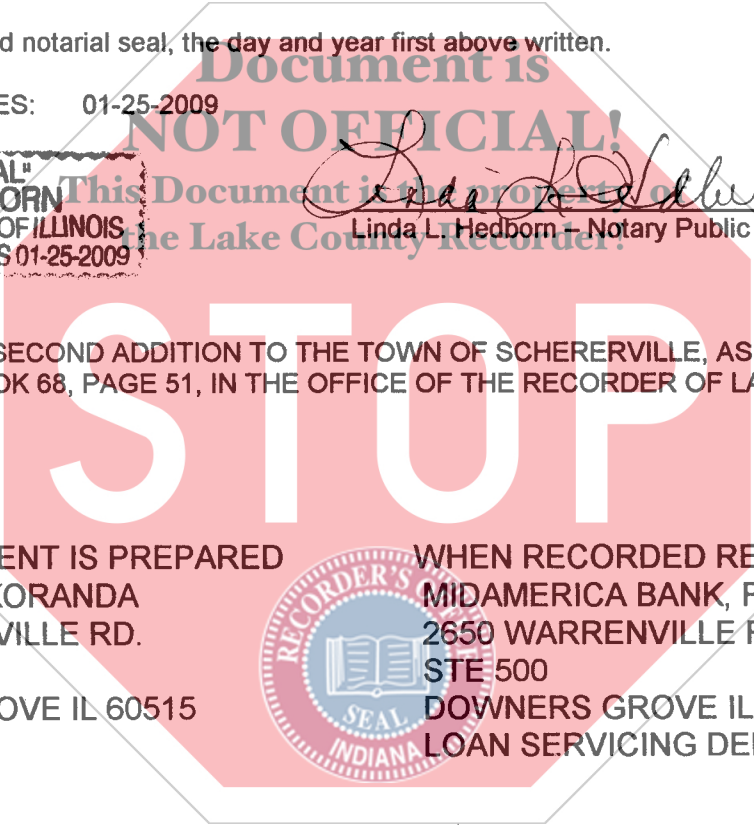 d notarial seal, the day and year first above written.
Document is
ES: 01-25-2009
NOT OFFICIAL!
AL"
ORN
This Document is the property of
OF ILLINOIS
Linda L. Hedborn – Notary Public
the Lake County Recorder!
S 01-25-2009
SECOND ADDITION TO THE TOWN OF SCHERERVILLE, AS
OK 68, PAGE 51, IN THE OFFICE OF THE RECORDER OF LA
STOP
ENT IS PREPARED
KORANDA
VILLE RD.
OVE IL 60515
WHEN RECORDED RE
MIDAMERICA BANK, F
2650 WARRENVILLE R
STE 500
DOWNERS GROVE IL
LOAN SERVICING DE
RECORDER'S OFFICE
SEAL
INDIANA